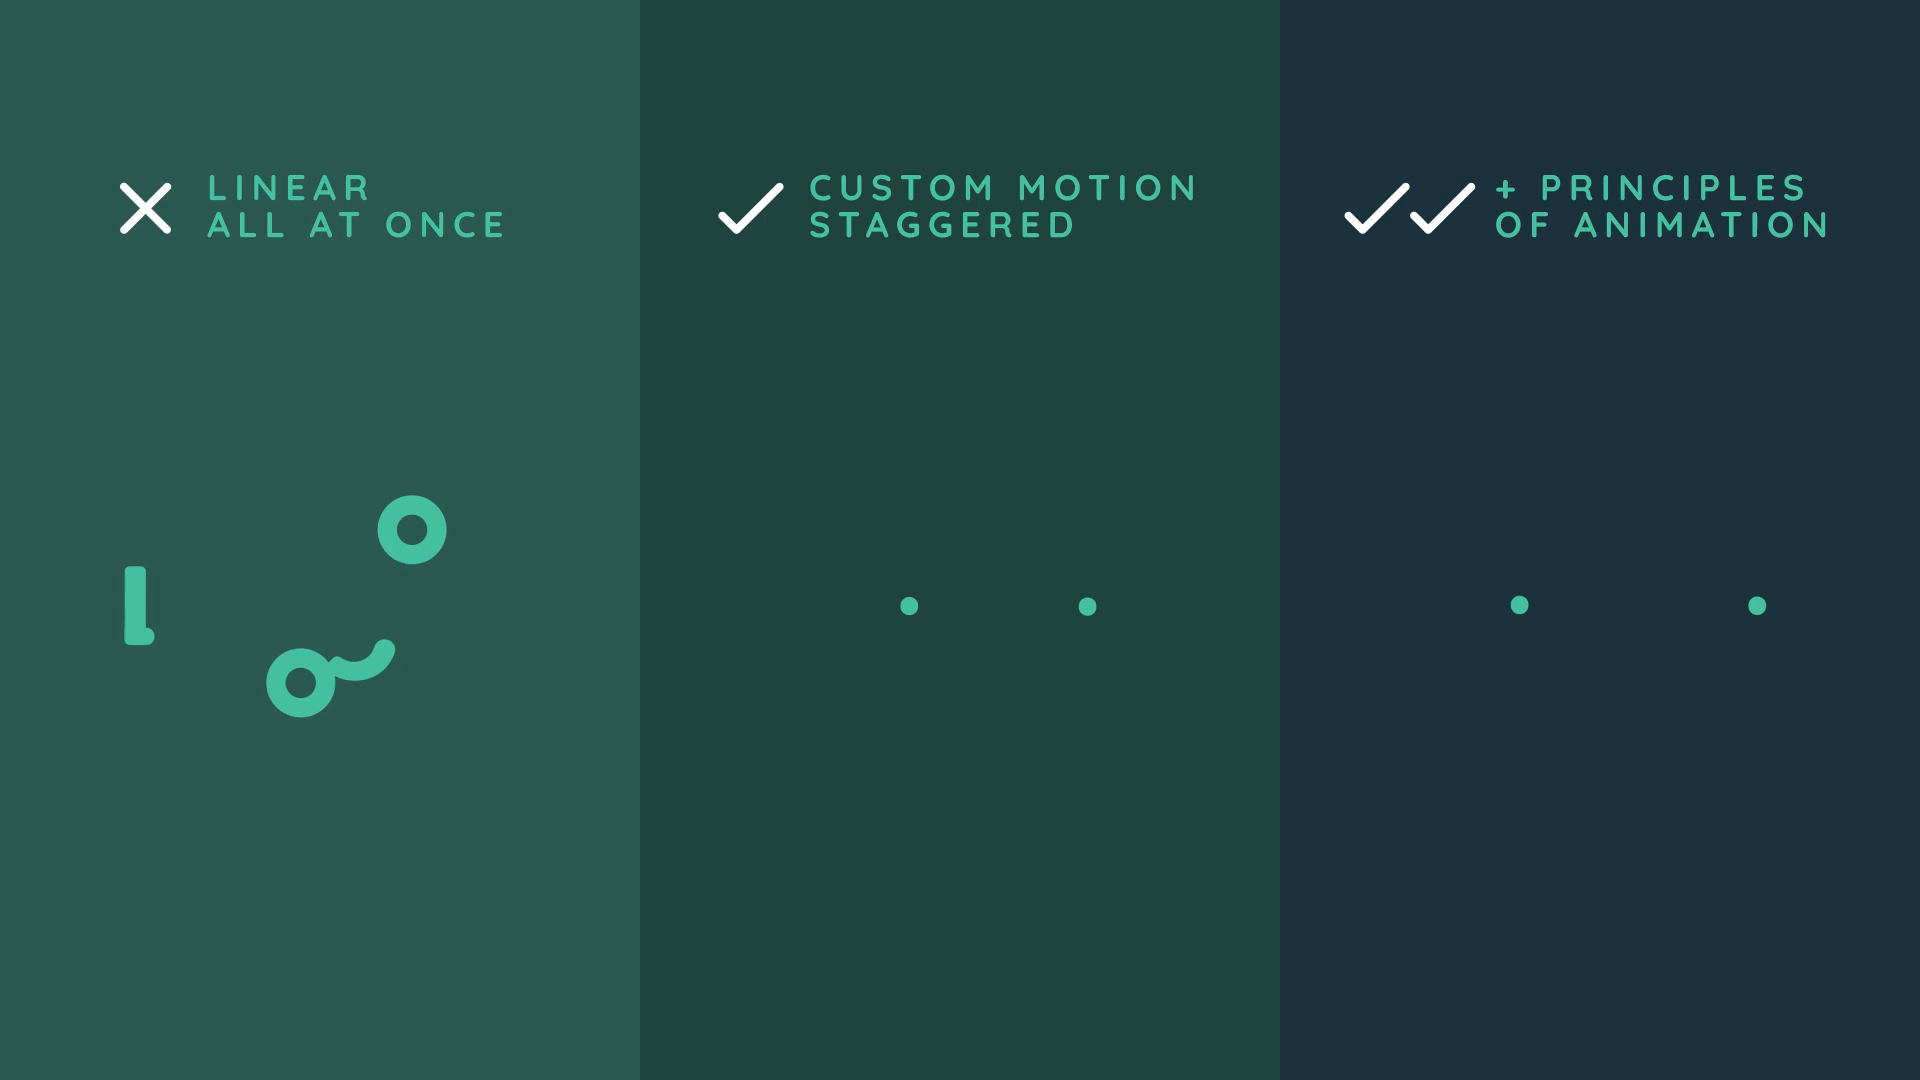 LINEAR
ALL AT ONCE
CUSTOM MOTION
STAGGERED
+ PRINCIPLES
OF ANIMATION